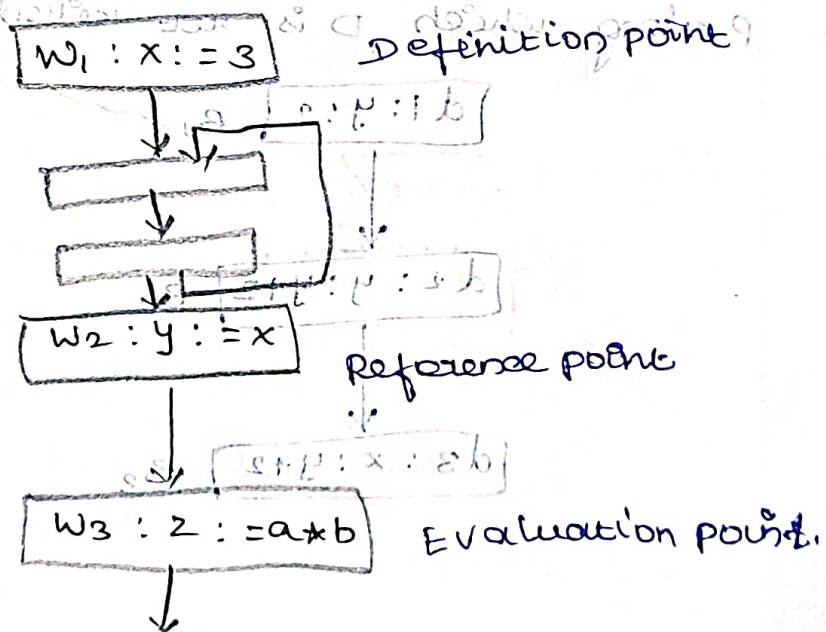 W1 : x : = 3
Definition point
W2 : y : = x
Reference point
W3 : z : = a * b
Evaluation point.